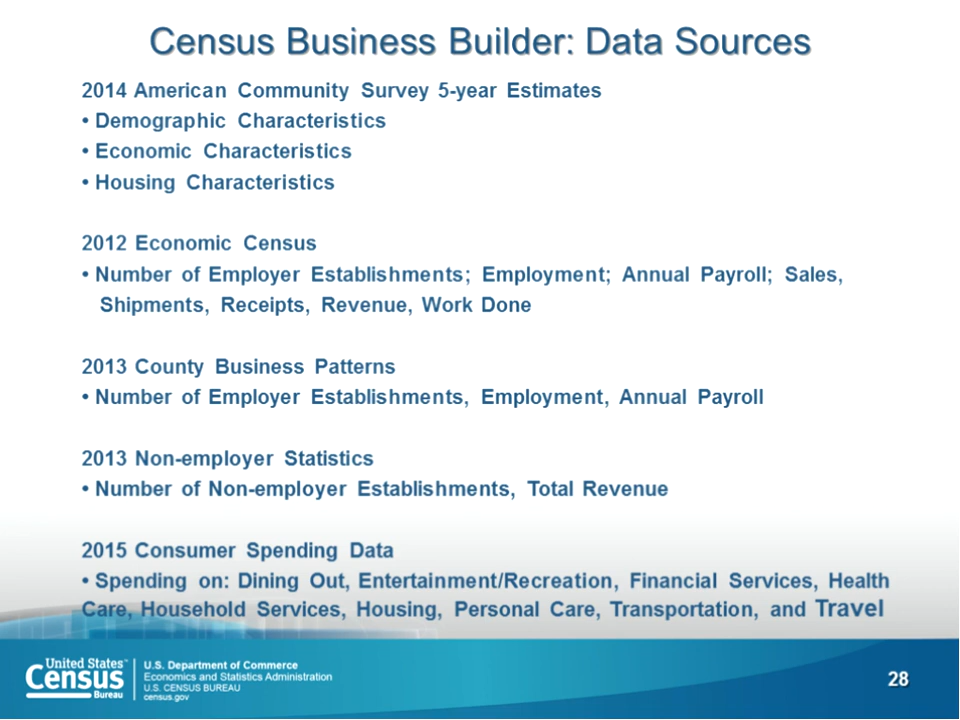 Census Business Builder: Data Sources
2014 American Community Survey 5-year Estimates
• Demographic Characteristics
• Economic Characteristics
• Housing Characteristics
2012 Economic Census
• Number of Employer Establishments; Employment; Annual Payroll; Sales,
Shipments, Receipts, Revenue, Work Done
2013 County Business Patterns
• Number of Employer Establishments, Employment, Annual Payroll
2013 Non-employer Statistics
• Number of Non-employer Establishments, Total Revenue
2015 Consumer Spending Data
• Spending on: Dining Out, Entertainment/Recreation, Financial Services, Health
Care, Household Services, Housing, Personal Care, Transportation, and Travel
United States™
Census
Bureau
U.S. Department of Commerce
Economics and Statistics Administration
U.S. CENSUS BUREAU
census.gov
28